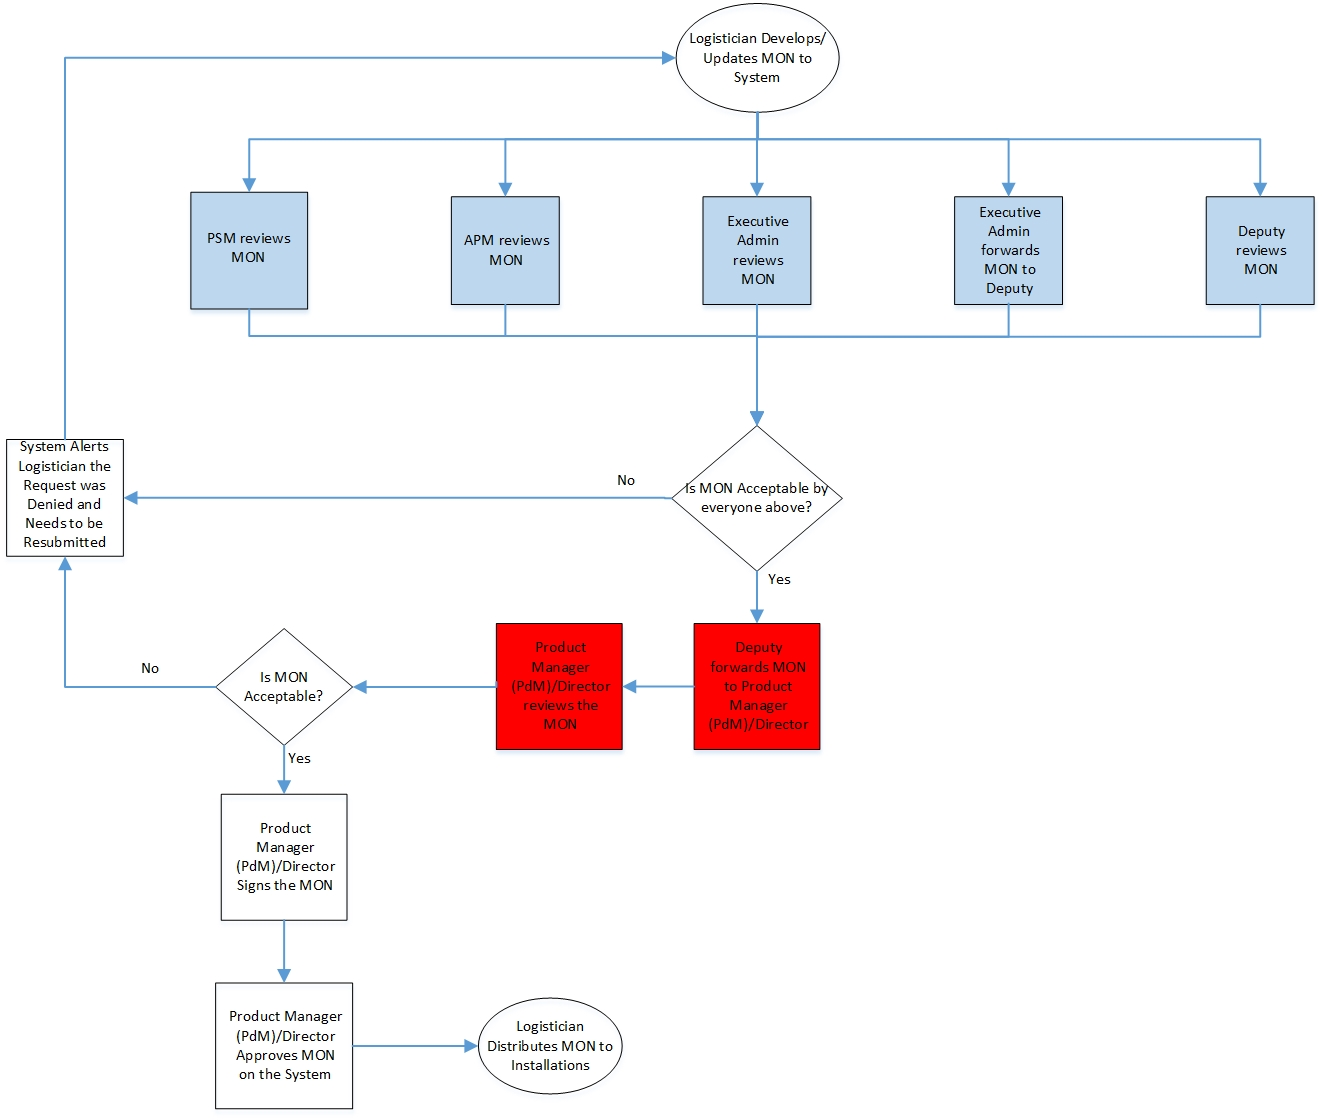 Logistician Develops/
Updates MON to
System
PSM reviews
MON
APM reviews
MON
Executive
Admin
reviews
MON
Executive
Admin
forwards
MON to
Deputy
Deputy
reviews
MON
System Alerts
Logistician the
Request was
Denied and
Needs to be
Resubmitted
No
Is MON Acceptable by
everyone above?
Yes
Deputy
forwards MON
to Product
Manager
(PdM)/Director
Product
Manager
(PdM)/Director
reviews the
MON
Is MON
Acceptable?
No
Yes
Product
Manager
(PdM)/Director
Signs the MON
Product Manager
(PdM)/Director
Approves MON
on the System
Logistician
Distributes MON to
Installations